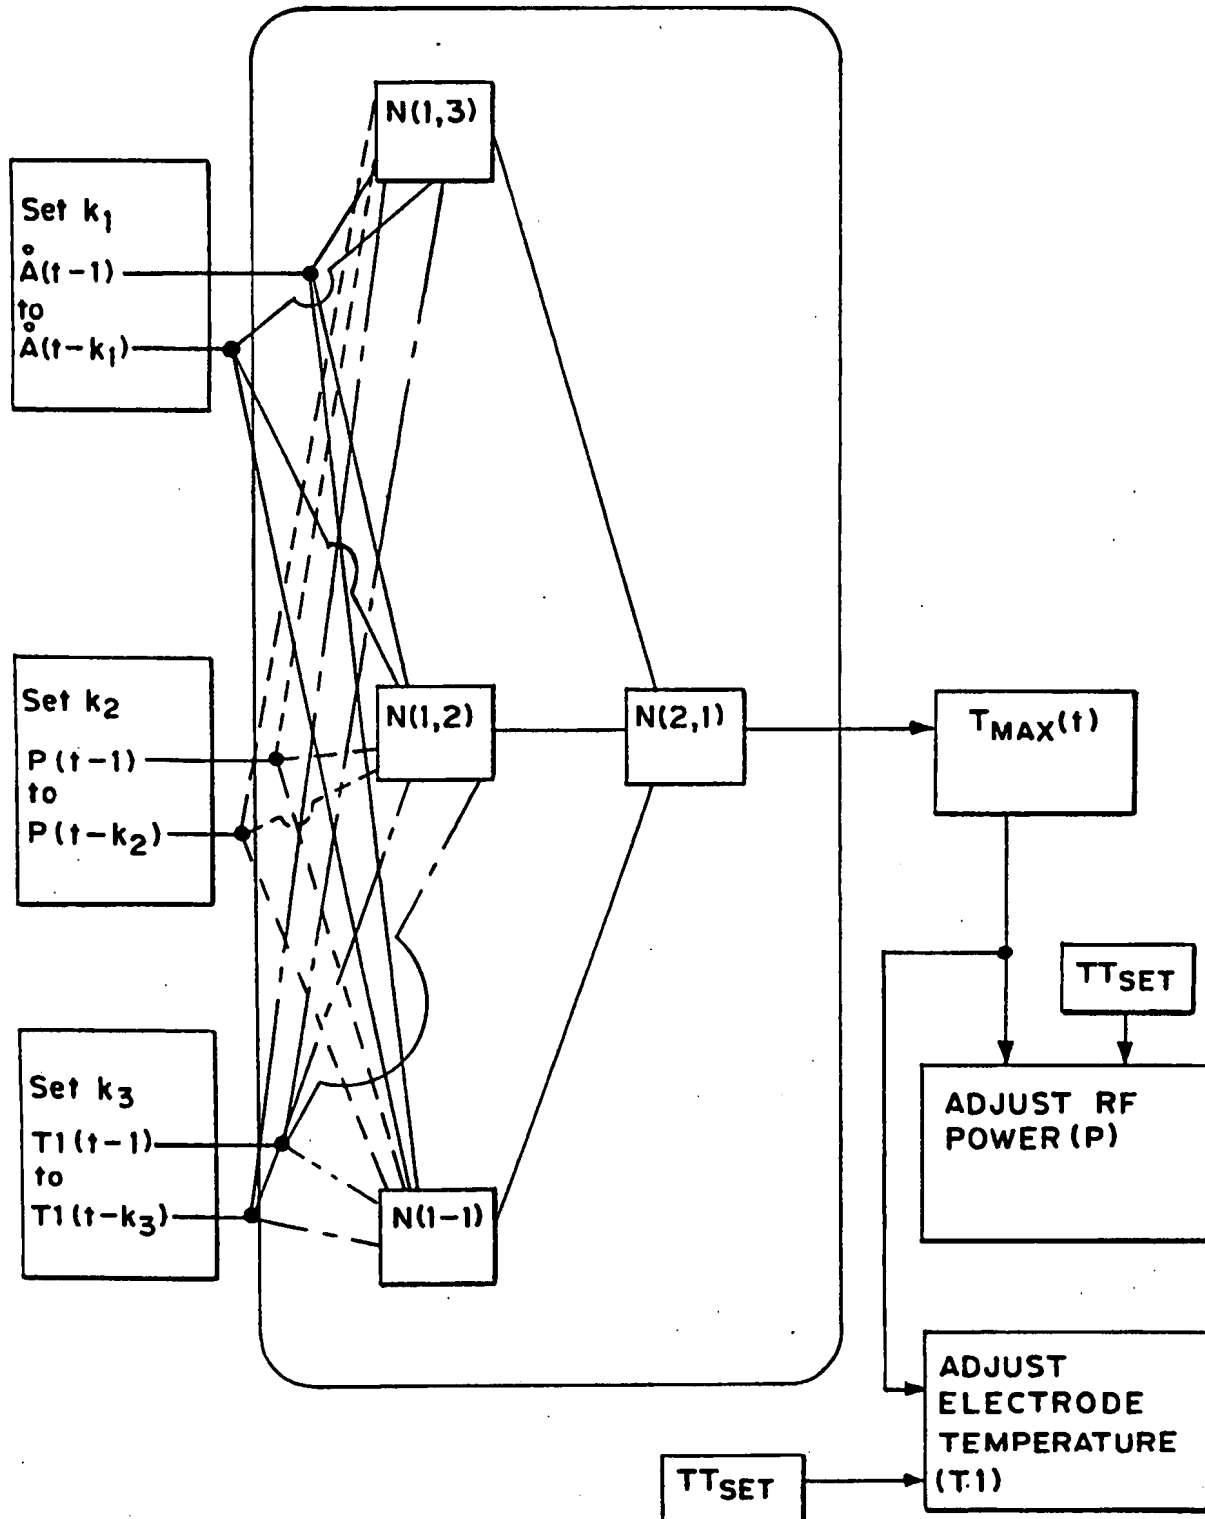 N(1,3)
Set k1
Å(t-1)
to
Å(t-k1)
Set k2
P(t-1)
to
P(t-k2)
N(1,2)
N(2,1)
TMAX(t)
TTSET
Set k3
T1(t-1)
to
T1(t-k3)
N(1-1)
ADJUST RF
POWER(P)
ADJUST
ELECTRODE
TEMPERATURE
(T1)
TTSET